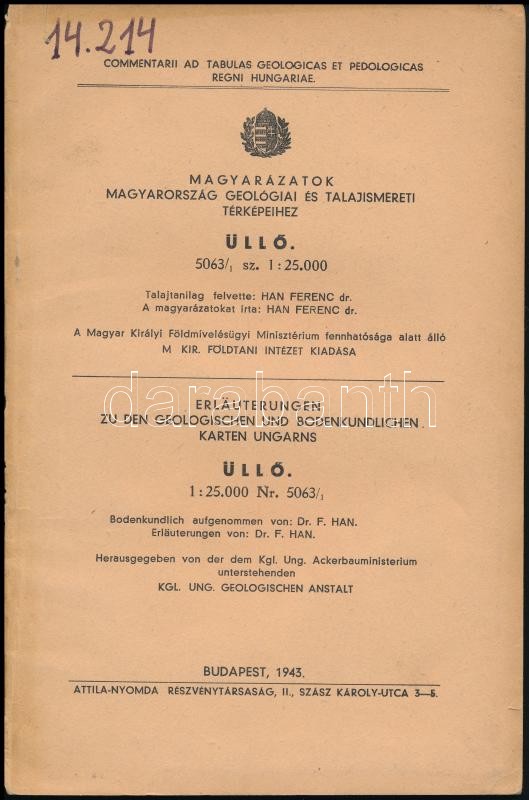 14.214
COMMENTARII AD TABULAS GEOLOGICAS ET PEDOLOGICAS
REGNI HUNGARIAE.
MAGYARÁZATOK
MAGYARORSZÁG GEOLÓGIAI ÉS TALAJISMERETI
TÉRKÉPEIHEZ
ÜLLŐ.
5063/1 sz. 1:25.000
Talajtanilag felvette: HAN FERENC dr.
A magyarázatokat írta: HAN FERENC dr.
A Magyar Királyi Földmívelésügyi Minisztérium fennhatósága alatt álló
M KIR. FÖLDTANI INTÉZET KIADÁSA
darabanth
ERLÄUTERUNGEN
ZU DEN GEOLOGISCHEN UND BODENKUNDLICHEN
KARTEN UNGARNS
ÜLLŐ.
1:25.000 Nr. 5063/1
Bodenkundlich aufgenommen von: Dr. F. HAN.
Erläuterungen von: Dr. F. HAN.
Herausgegeben von der dem Kgl. Ung. Ackerbauministerium
unterstehenden
KGL. UNG. GEOLOGISCHEN ANSTALT
BUDAPEST, 1943.
ATTILA-NYOMDA RÉSZVÉNYTÁRSASÁG, II., SZÁSZ KÁROLY-UTCA 3—5.